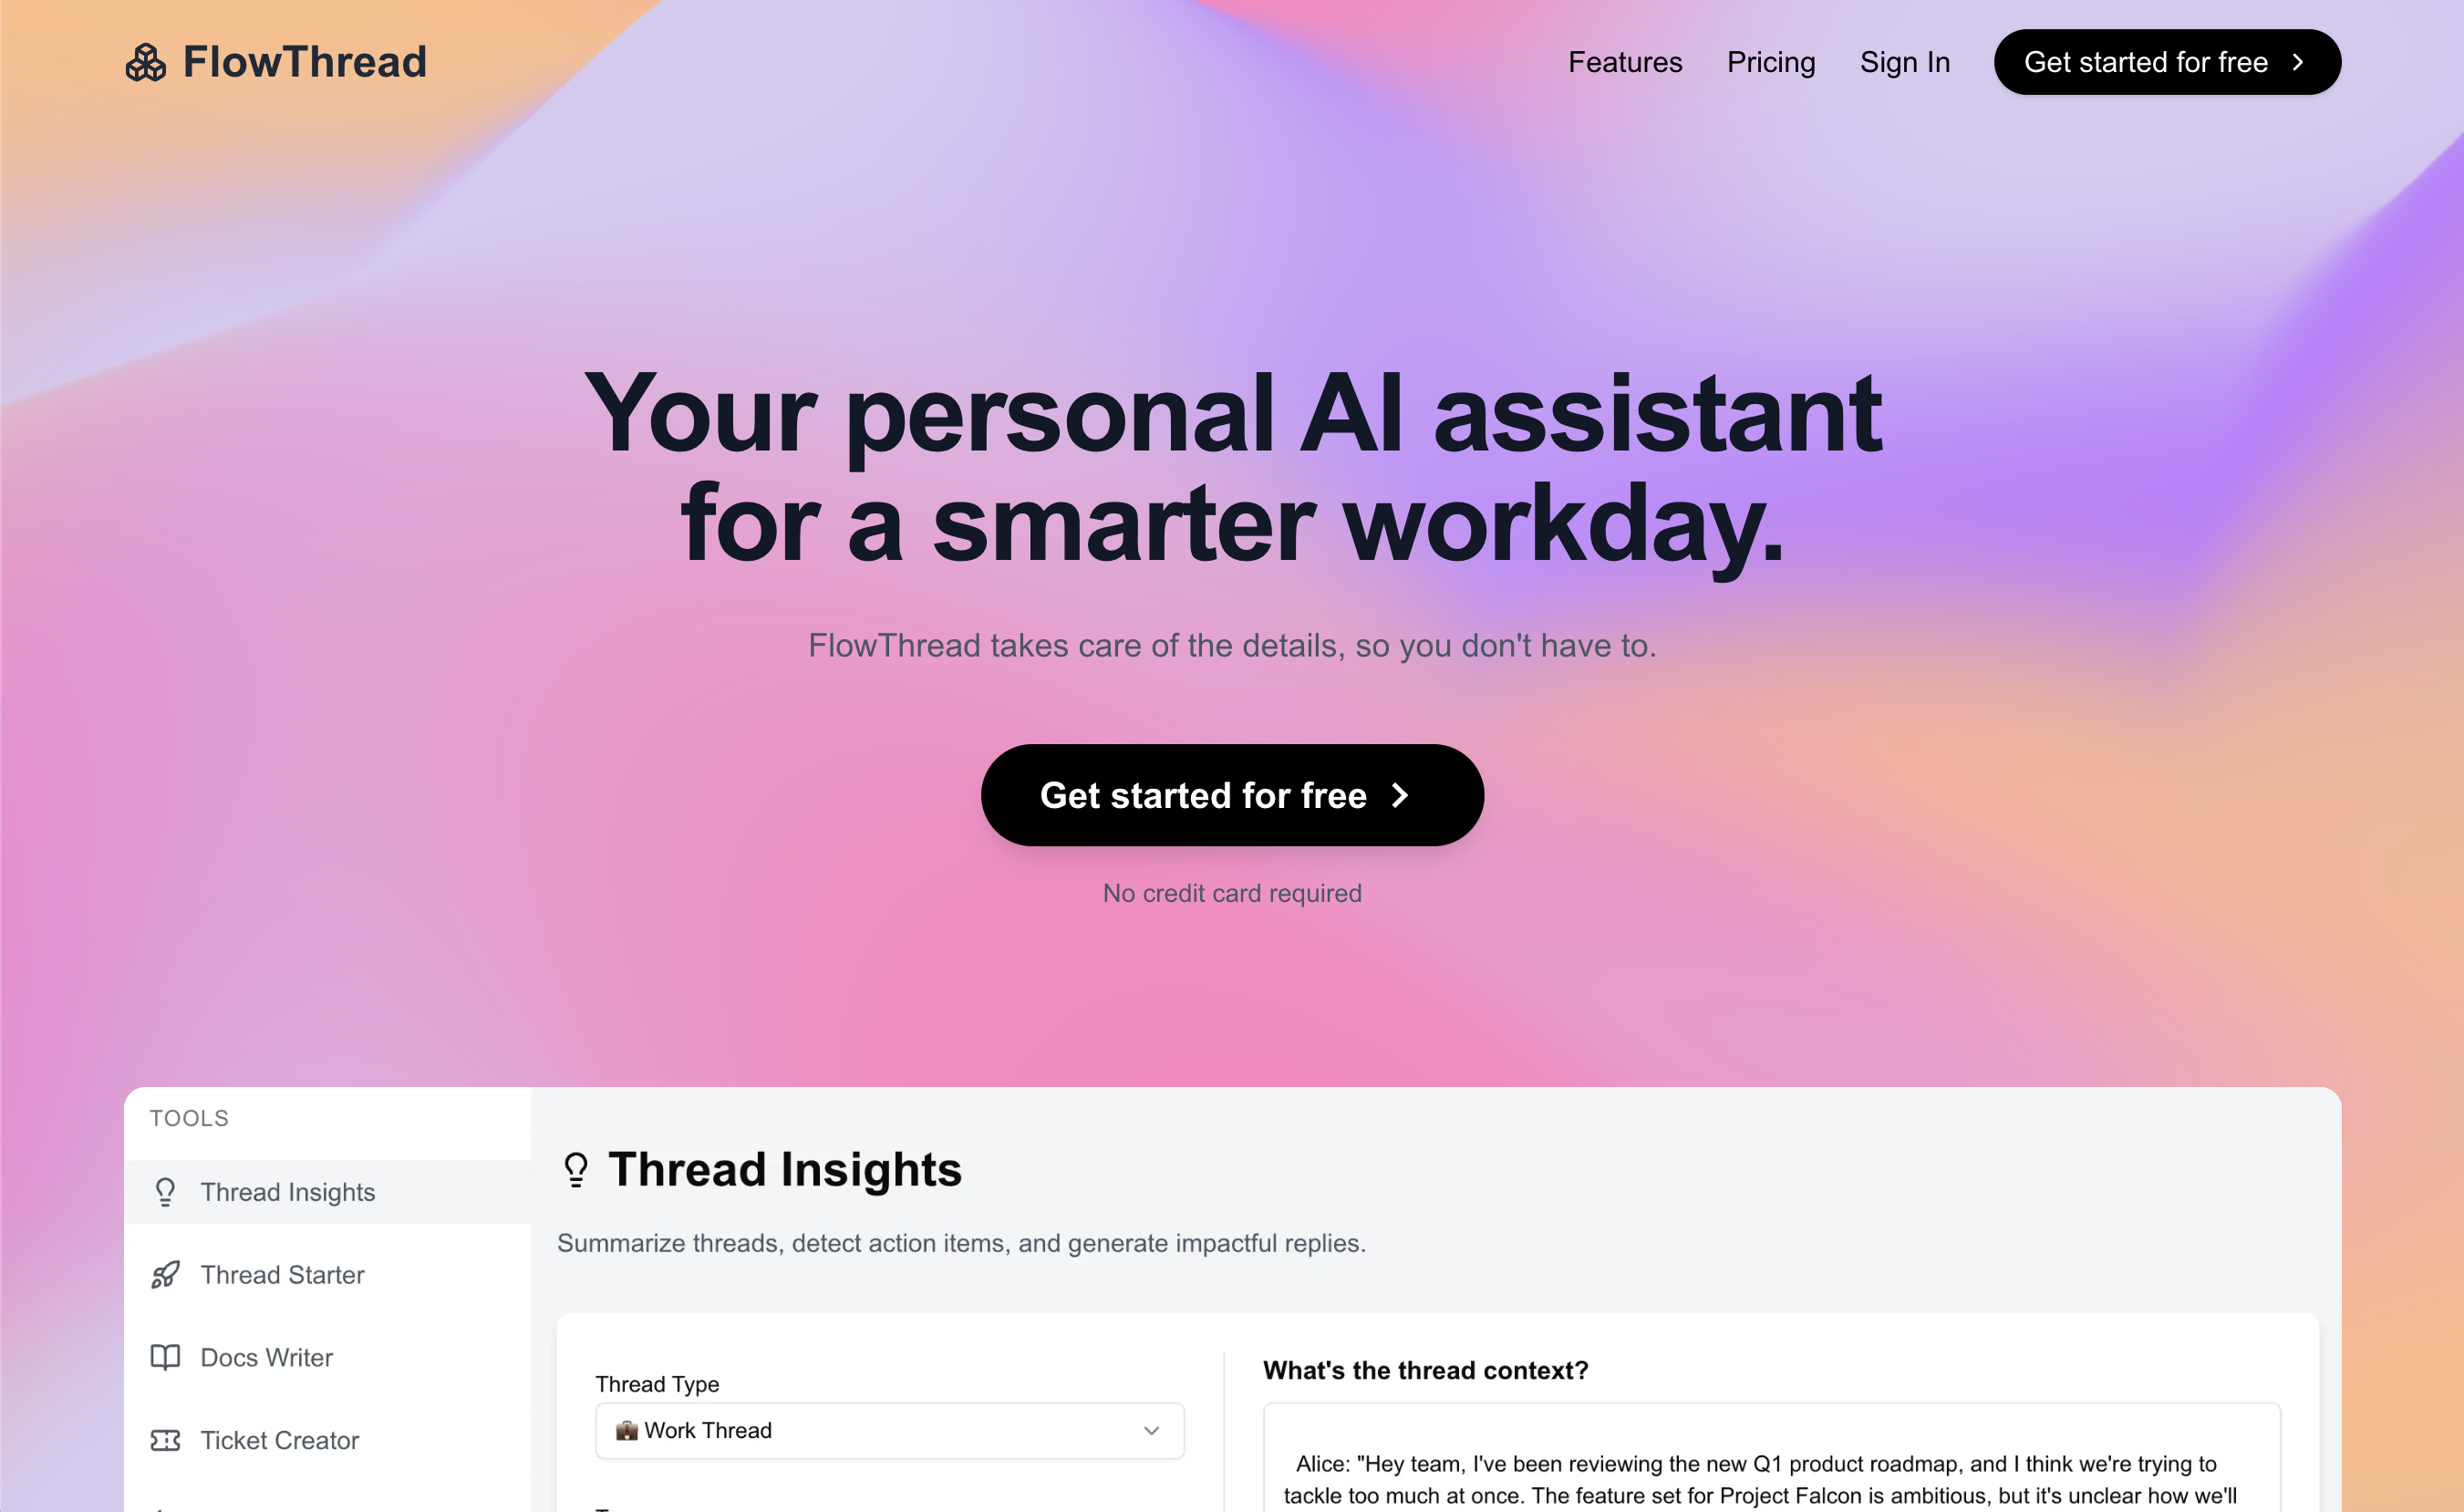 FlowThread
Features
Pricing
Sign In
Get started for free
Your personal AI assistant
for a smarter workday.
FlowThread takes care of the details, so you don't have to.
Get started for free
No credit card required
TOOLS
Thread Insights
Thread Starter
Docs Writer
Ticket Creator
Thread Insights
Summarize threads, detect action items, and generate impactful replies.
Thread Type
Work Thread
What's the thread context?
Alice: "Hey team, I've been reviewing the new Q1 product roadmap, and I think we're trying to
tackle too much at once. The feature set for Project Falcon is ambitious, but it's unclear how we'll